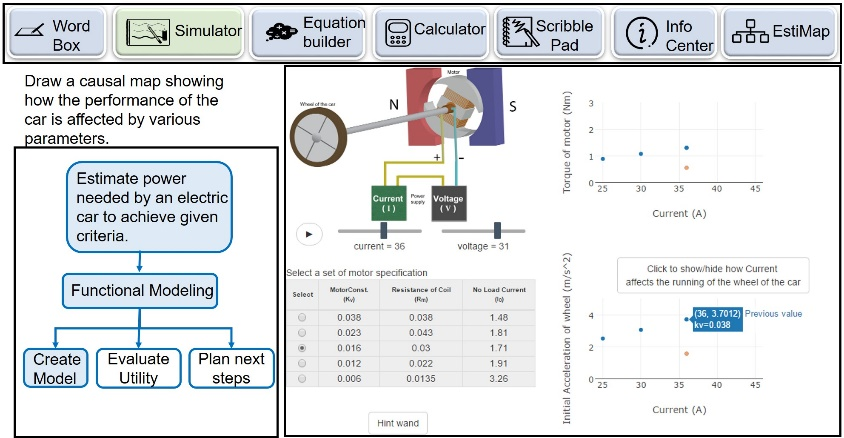 Word
Box
Simulator
Equation
builder
Calculator
Scribble
Pad
i
Info
Center
EstiMap
Draw a causal map showing
how the performance of the
car is affected by various
parameters.
Estimate power
needed by an electric
car to achieve given
criteria.
Functional Modeling
Create
Model
Evaluate
Utility
Plan next
steps
Motor
Wheel of the car
N
S
+
−
Current
( I )
Power
supply
Voltage
( V )
current = 36
voltage = 31
Select a set of motor specification
Select MotorConst. (Kv) Resistance of Coil (Rm) No Load Current (I0)
0.038 0.038 1.48
0.023 0.043 1.81
0.016 0.03 1.71
0.012 0.022 1.91
0.006 0.0135 3.26
Hint wand
Torque of motor (Nm)
3
2
1
0
25 30 35 40 45
Current (A)
Click to show/hide how Current
affects the running of the wheel of the car
Initial Acceleration of wheel (m/s^2)
4
2
0
(36, 3.7012) Previous value
kv=0.038
25 30 35 40 45
Current (A)